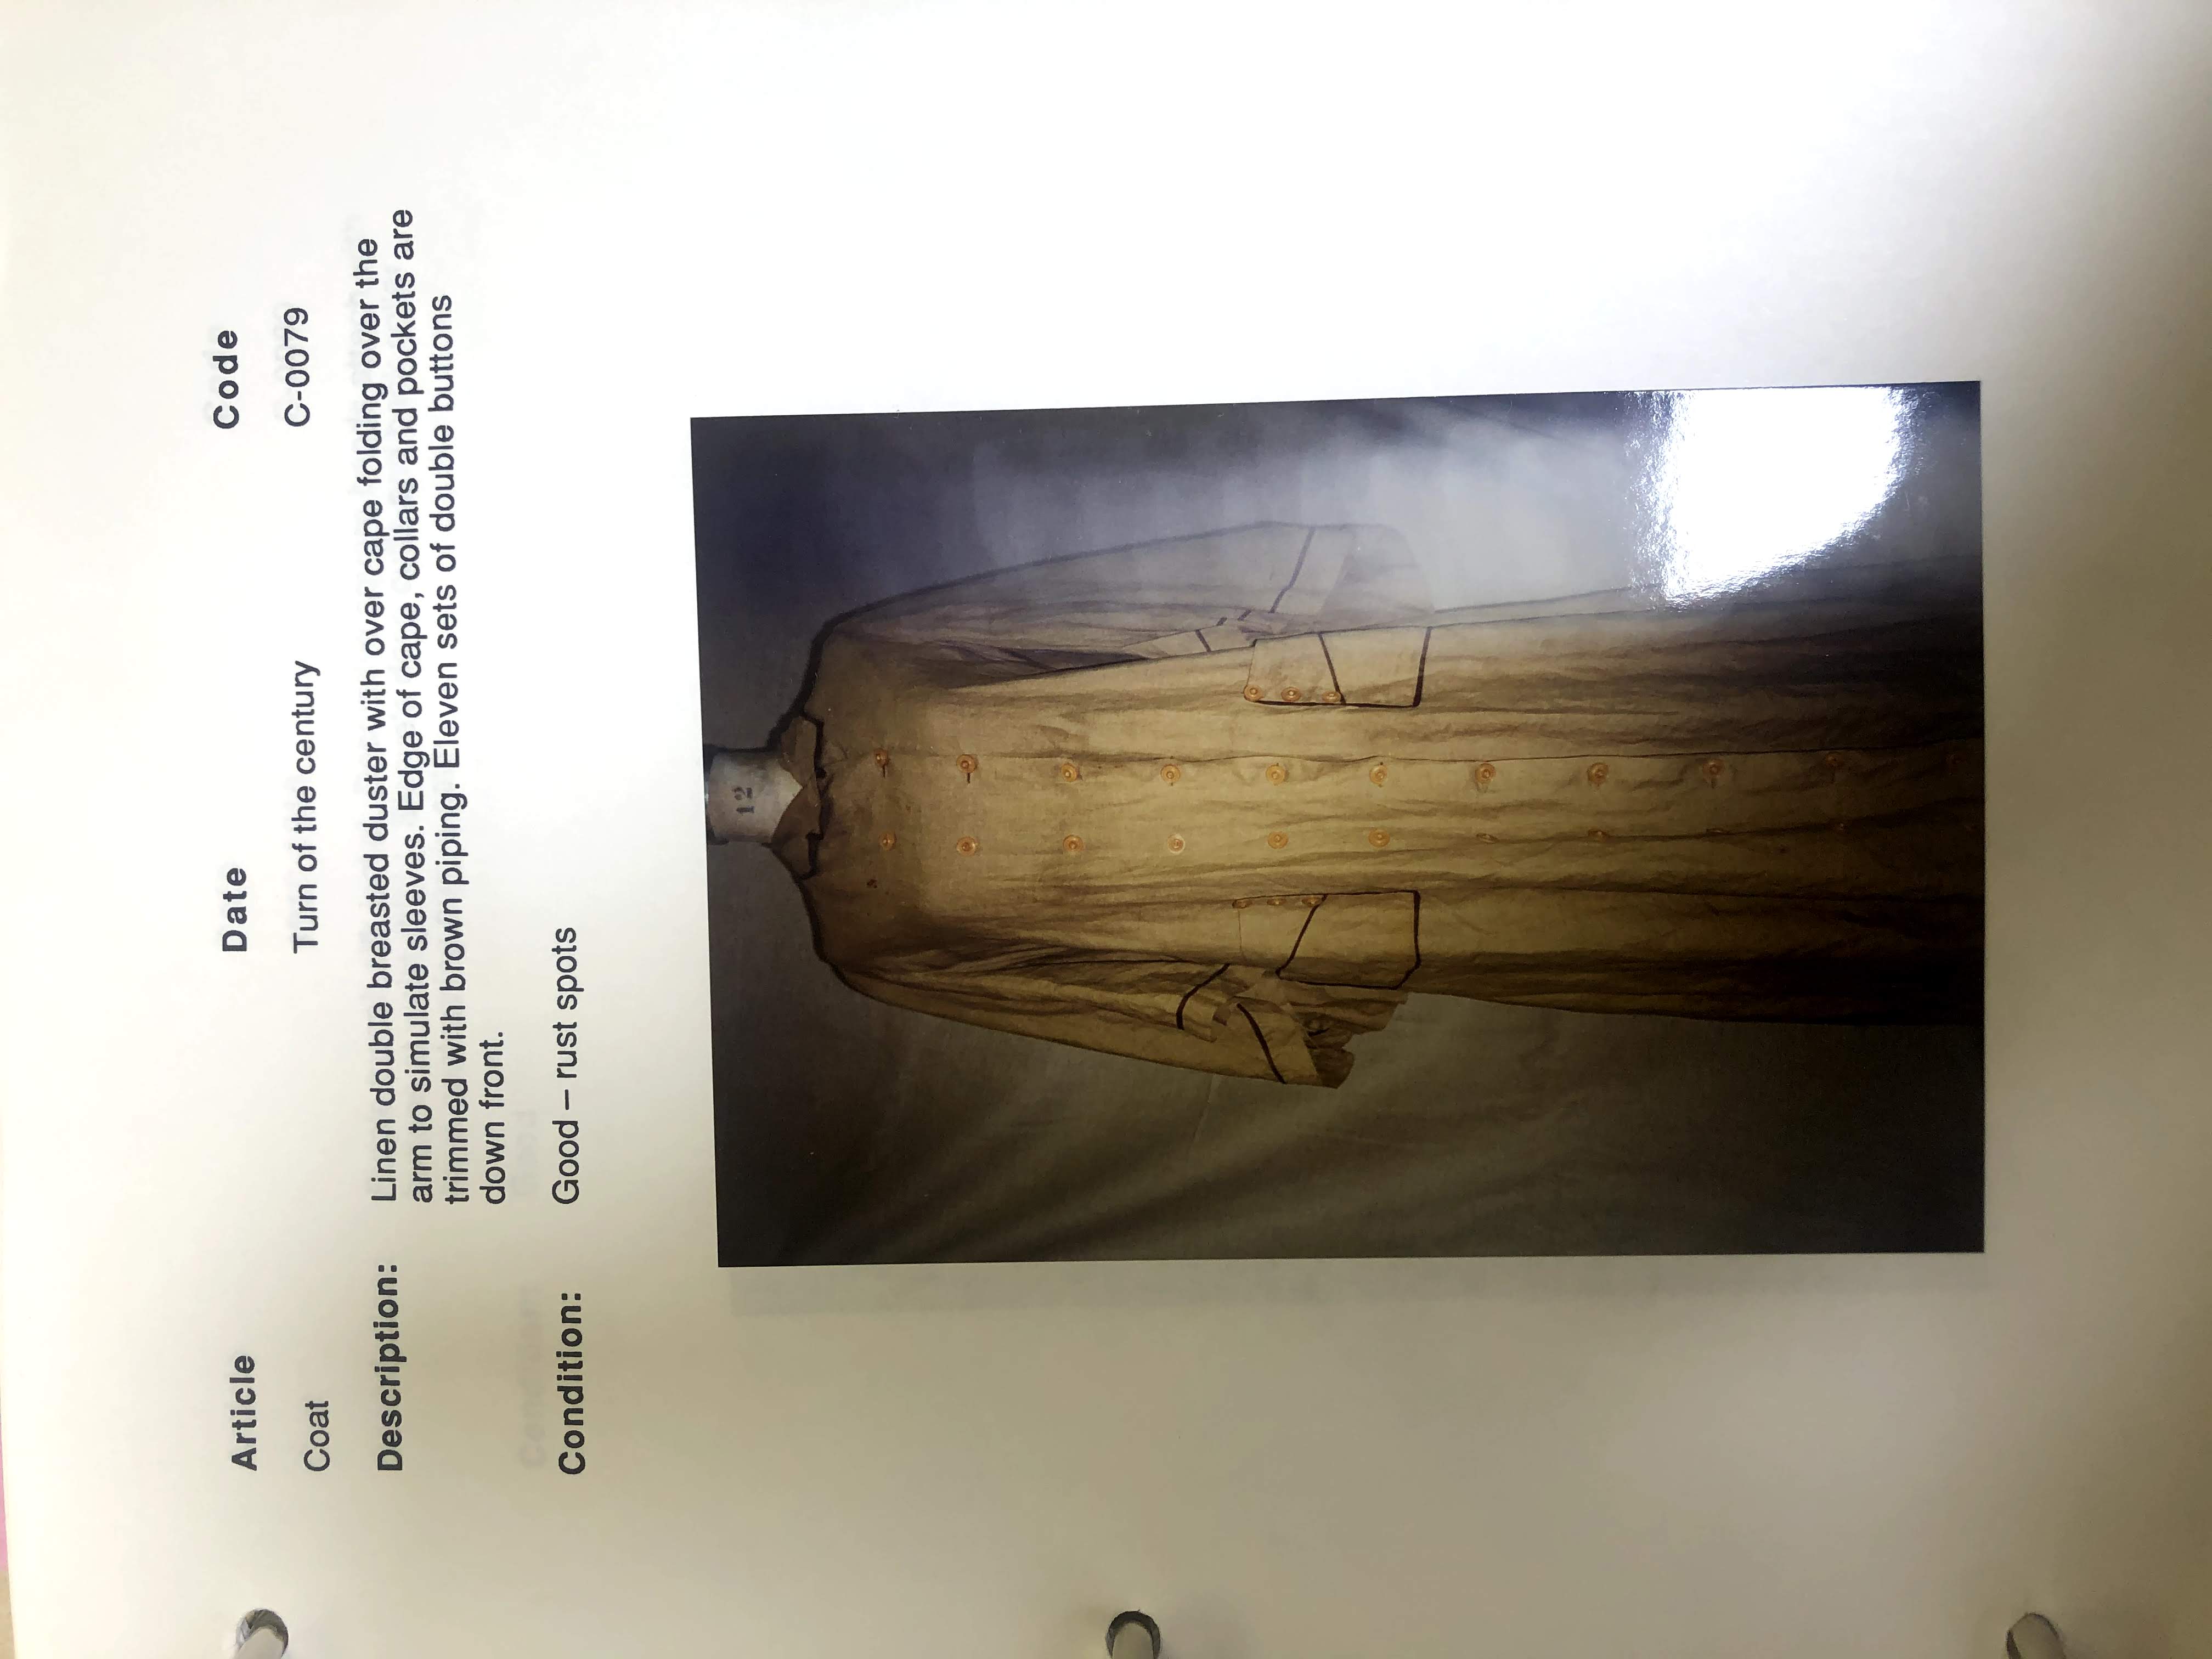 Article Date Code
Coat Turn of the century C-0079
Description: Linen double breasted duster with over cape folding over the
arm to simulate sleeves. Edge of cape, collars and pockets are
trimmed with brown piping. Eleven sets of double buttons
down front.
Condition: Good – rust spots
12